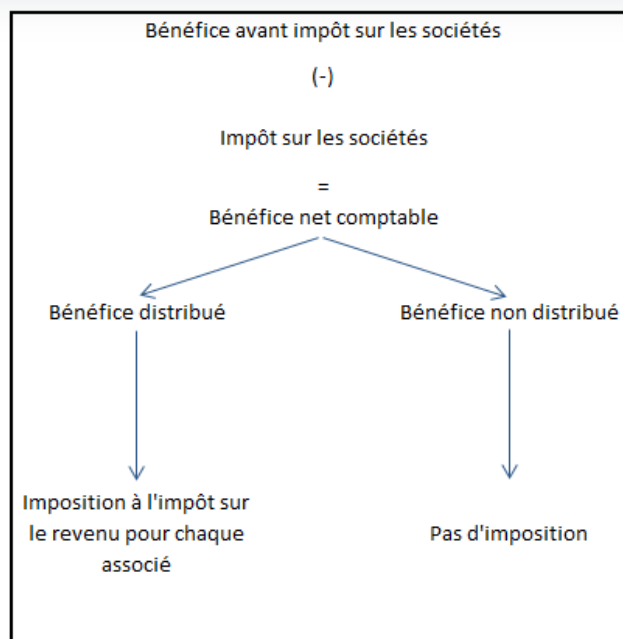 Bénéfice avant impôt sur les sociétés
(-)
Impôt sur les sociétés
=
Bénéfice net comptable
Bénéfice distribué
Bénéfice non distribué
Imposition à l'impôt sur
le revenu pour chaque
associé
Pas d'imposition